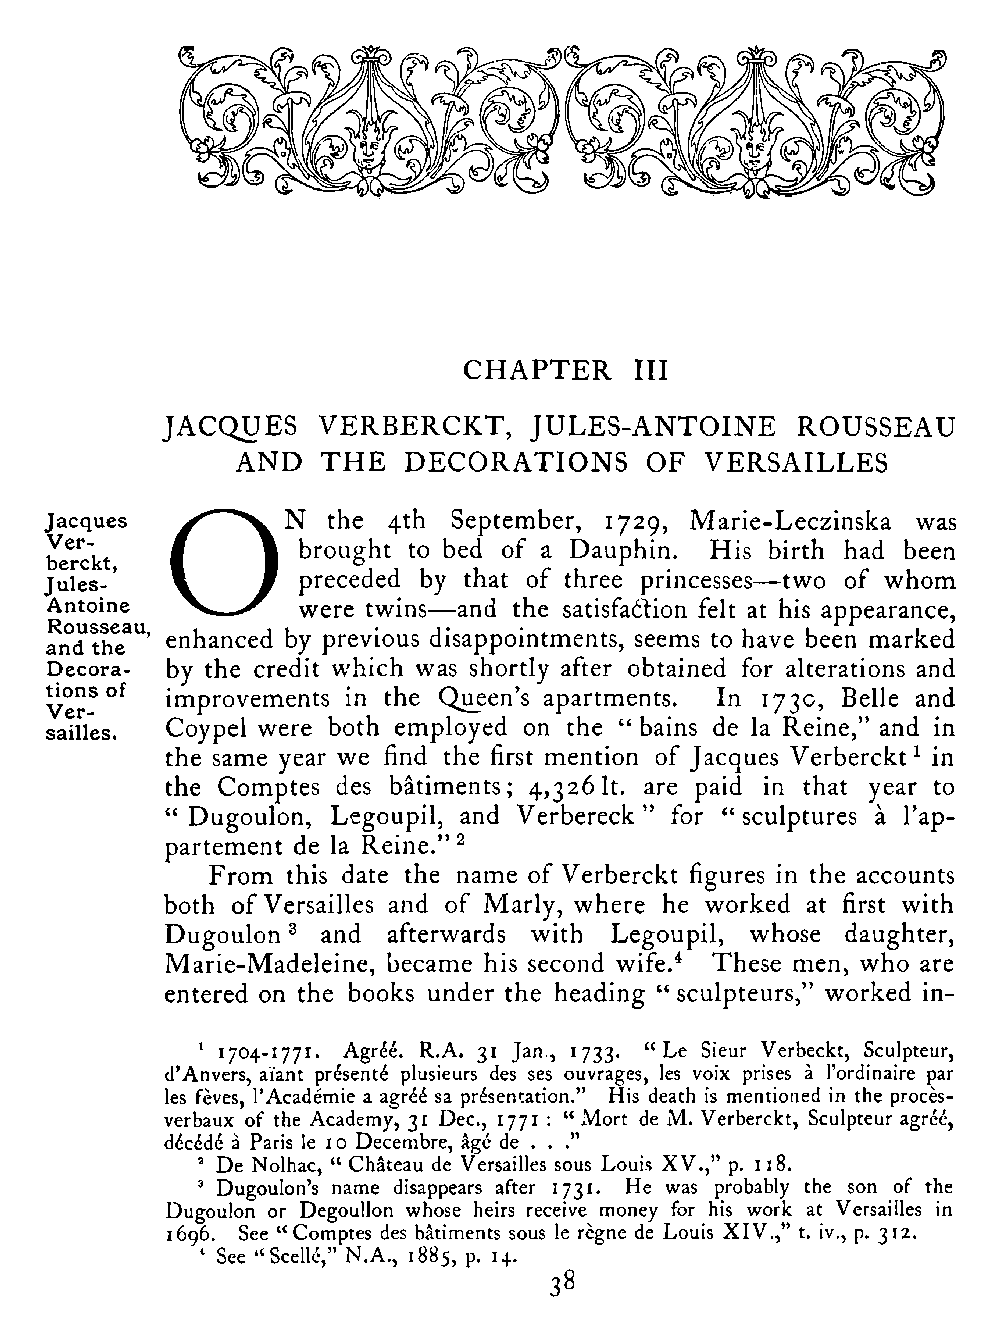 CHAPTER III
JACQUES VERBERCKT, JULES-ANTOINE ROUSSEAU
AND THE DECORATIONS OF VERSAILLES
Jacques
Ver-
berckt,
Jules-
Antoine
Rousseau,
and the
Decora-
tions of
Ver-
sailles.
ON the 4th September, 1729, Marie-Leczinska was
brought to bed of a Dauphin. His birth had been
preceded by that of three princesses—two of whom
were twins—and the satisfaction felt at his appearance,
enhanced by previous disappointments, seems to have been marked
by the credit which was shortly after obtained for alterations and
improvements in the Queen's apartments. In 1730, Belle and
Coypel were both employed on the “bains de la Reine,” and in
the same year we find the first mention of Jacques Verberckt¹ in
the Comptes des bâtiments; 4,326 lt. are paid in that year to
“Dugoulon, Legoupil, and Verbereck” for “sculptures à l'ap-
partement de la Reine.”²
From this date the name of Verberckt figures in the accounts
both of Versailles and of Marly, where he worked at first with
Dugoulon³ and afterwards with Legoupil, whose daughter,
Marie-Madeleine, became his second wife.⁴ These men, who are
entered on the books under the heading “sculpteurs,” worked in-
¹ 1704-1771. Agréé. R.A. 31 Jan., 1733. “Le Sieur Verbeckt, Sculpteur,
d'Anvers, aïant présenté plusieurs des ses ouvrages, les voix prises à l'ordinaire par
les fèves, l'Académie a agréé sa présentation.” His death is mentioned in the procès-
verbaux of the Academy, 31 Dec., 1771: “Mort de M. Verberckt, Sculpteur agréé,
décédé à Paris le 10 Decembre, âgé de . . .”
² De Nolhac, “Château de Versailles sous Louis XV.,” p. 118.
³ Dugoulon's name disappears after 1731. He was probably the son of the
Dugoulon or Degoullon whose heirs receive money for his work at Versailles in
1696. See “Comptes des bâtiments sous le règne de Louis XIV.,” t. iv., p. 312.
⁴ See “Scellé,” N.A., 1885, p. 14.
38